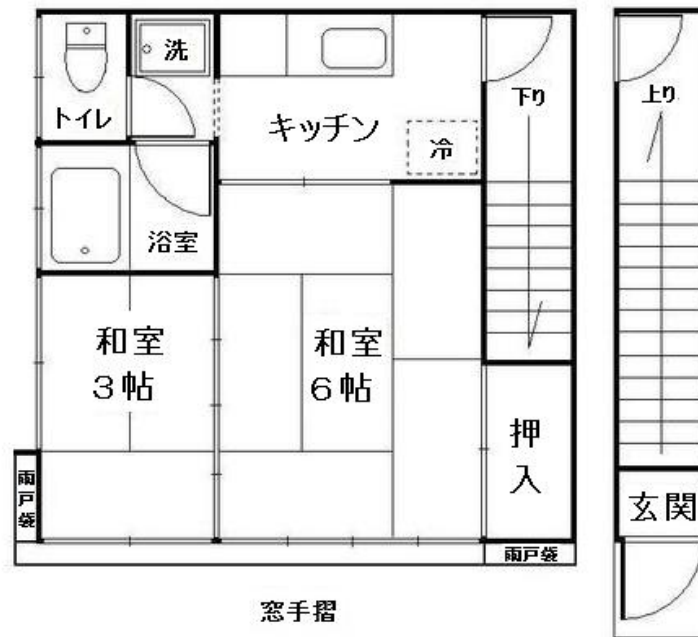 洗
トイレ
キッチン
冷
下り
上り
浴室
和室
3帖
和室
6帖
押
入
雨戸袋
玄関
雨戸袋
窓手摺